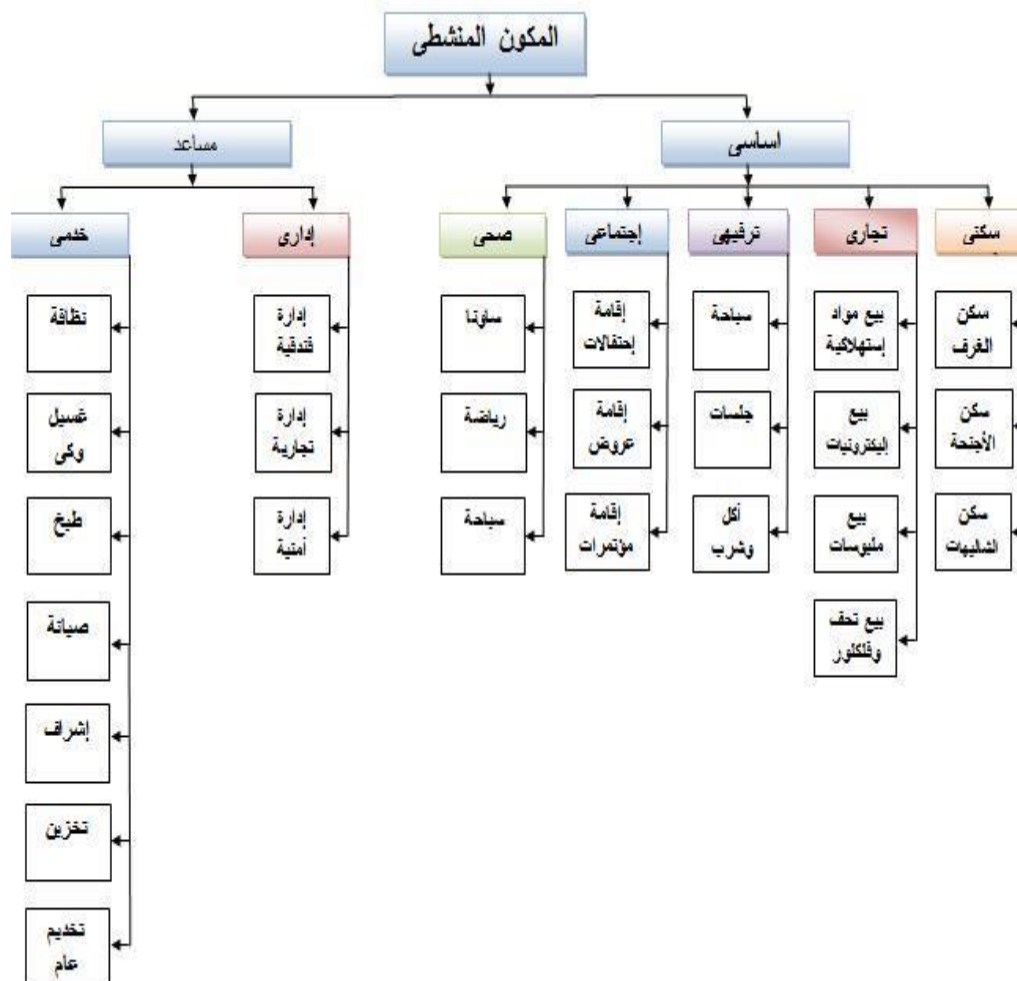 المكون المنشطى
اساسى
مساعد
سكنى
تجارى
ترفيهى
إجتماعى
صحى
إدارى
خدمى
سكن
الغرف
سكن
الأجنحة
سكن
الشاليهات
بيع مواد
إستهلاكية
بيع
إليكترونيات
بيع
ملبوسات
بيع تحف
وفلكلور
سباحة
جلسات
أكل
وشرب
إقامة
إحتفالات
إقامة
عروض
إقامة
مؤتمرات
ساونا
رياضة
سباحة
إدارة
فندقية
إدارة
تجارية
إدارة
أمنية
نظافة
غسيل
وكى
طبخ
صيانة
إشراف
تخزين
تخديم
عام